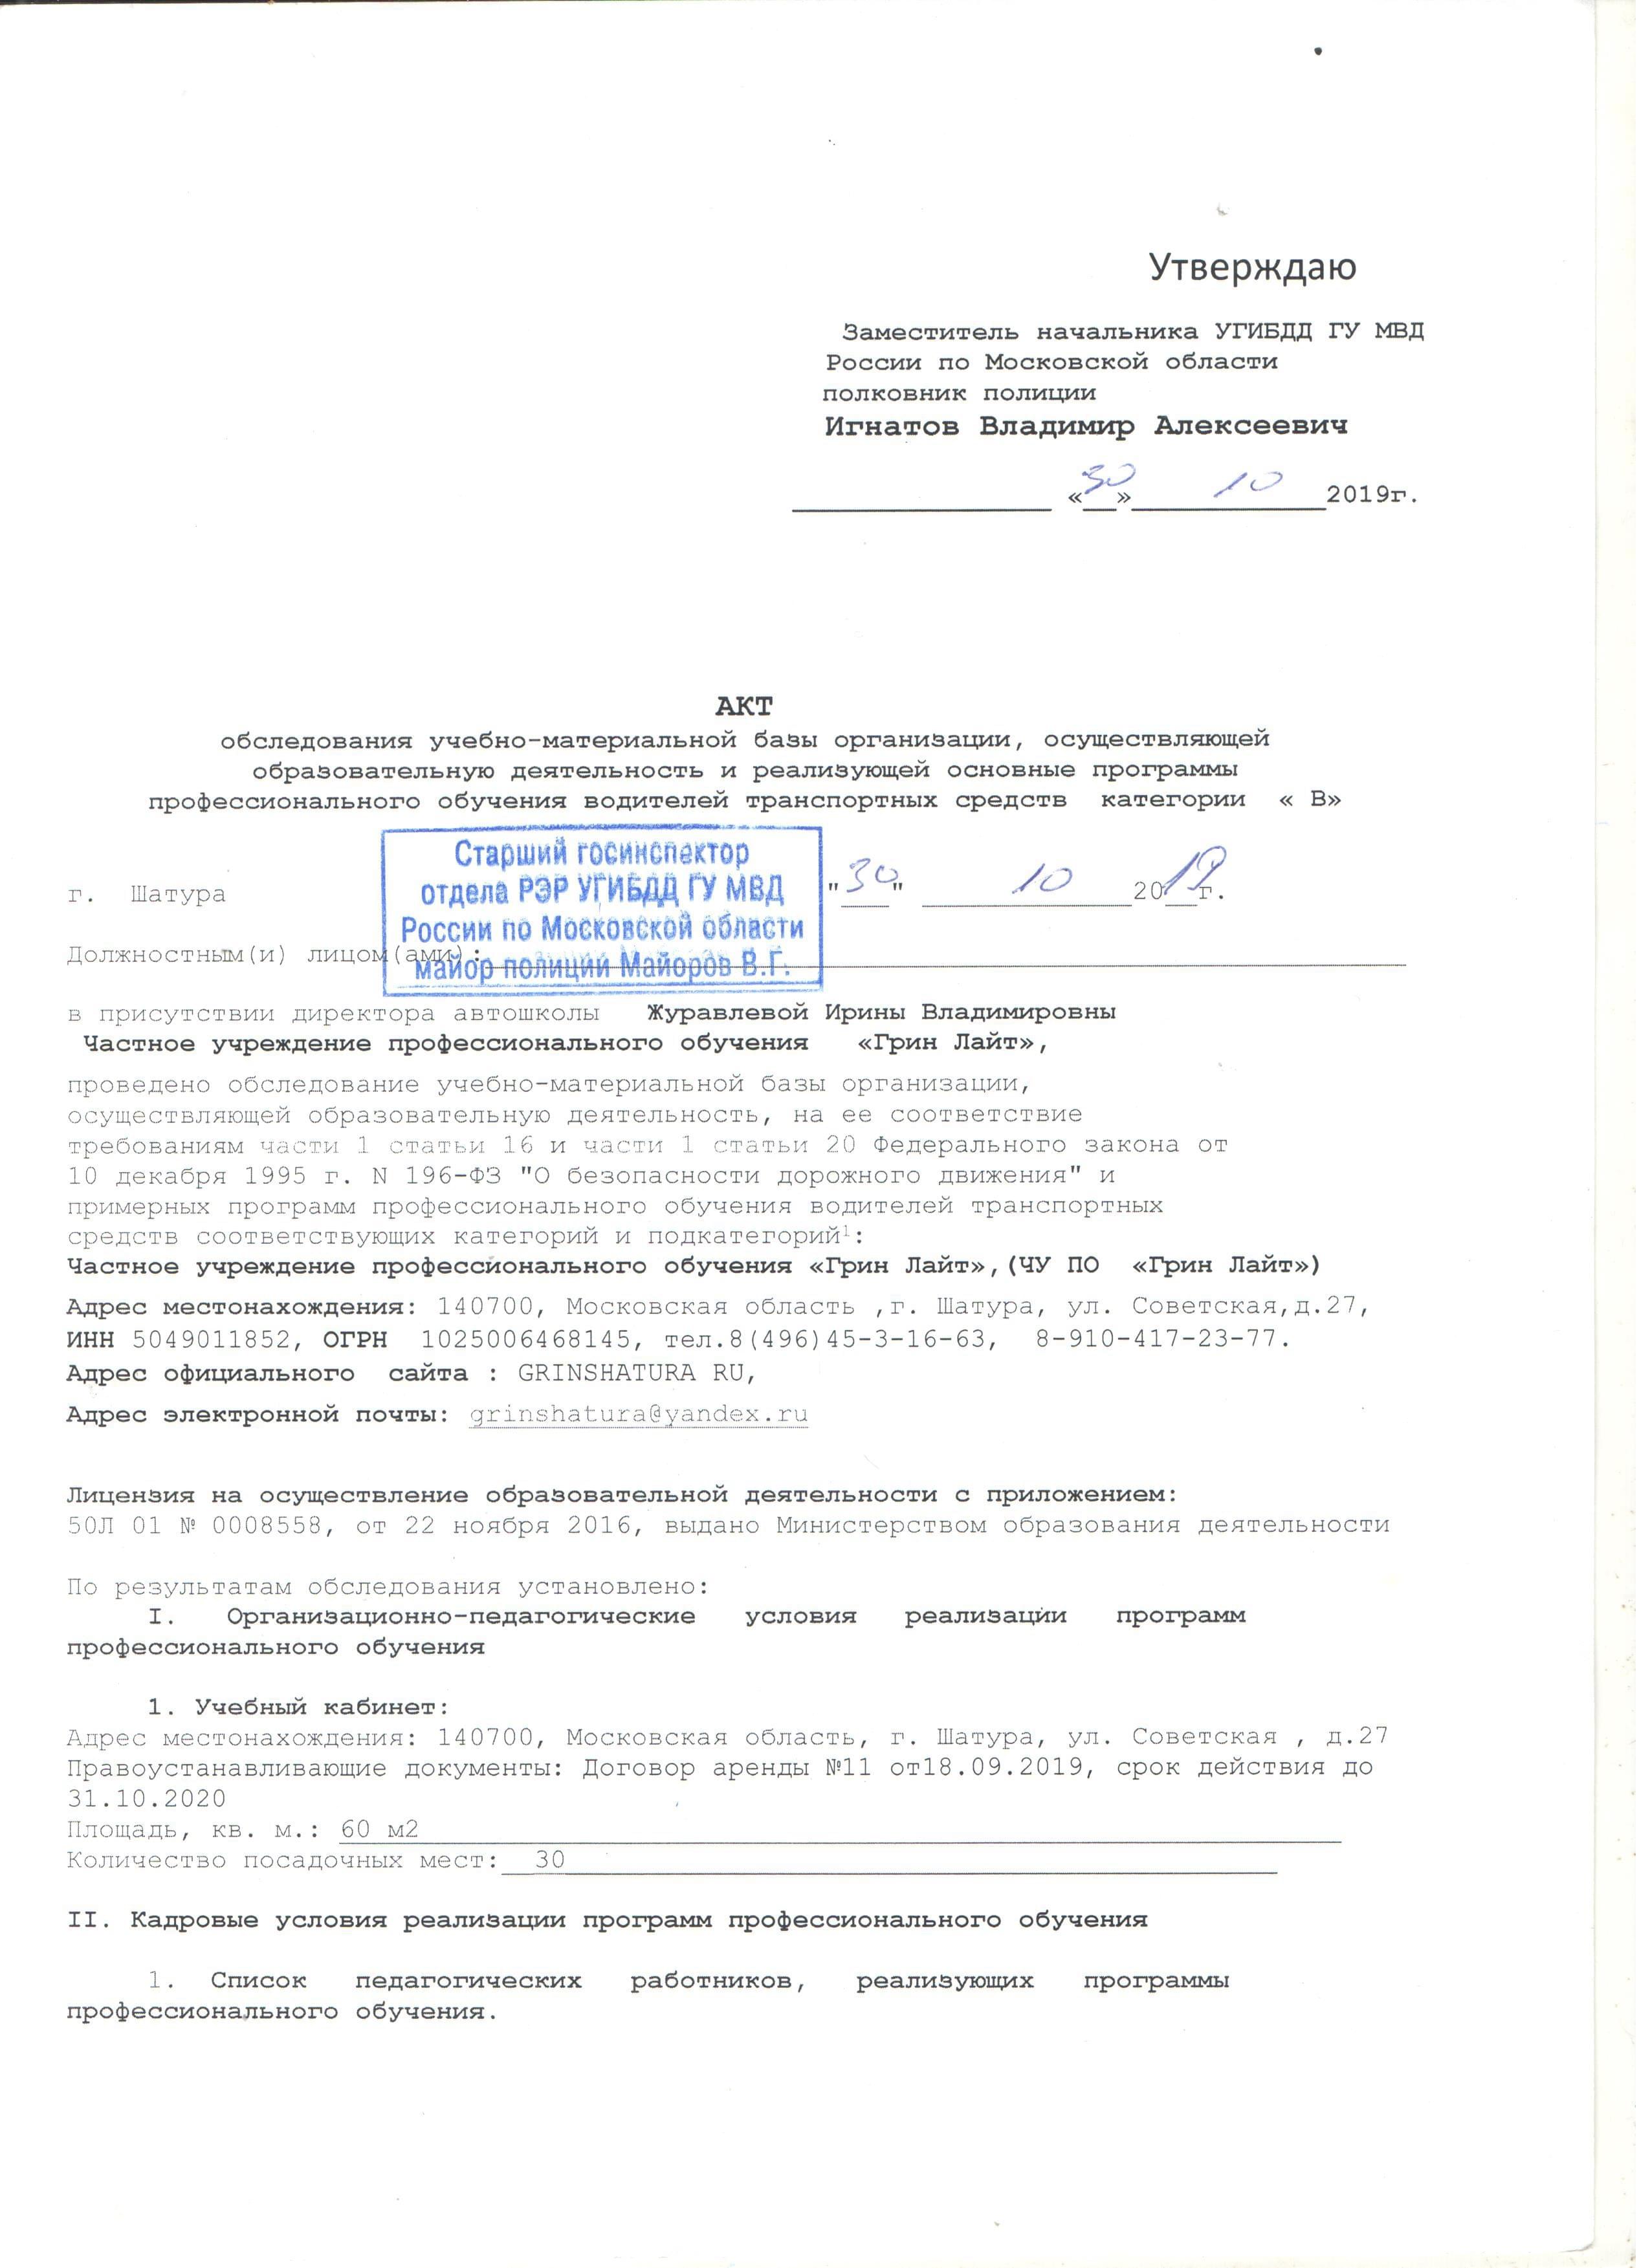 Утверждаю
Заместитель начальника УГИБДД ГУ МВД
России по Московской области
полковник полиции
Игнатов Владимир Алексеевич
«30» 10 2019г.
АКТ
обследования учебно-материальной базы организации, осуществляющей
образовательную деятельность и реализующей основные программы
профессионального обучения водителей транспортных средств категории « В»
Старший госинспектор
отдела РЭР УГИБДД ГУ МВД
России по Московской области
майор полиции Майоров В.Г.
г. Шатура "30" 10 2019г.
Должностным(и) лицом(ами):
в присутствии директора автошколы Журавлевой Ирины Владимировны
Частное учреждение профессионального обучения «Грин Лайт»,
проведено обследование учебно-материальной базы организации,
осуществляющей образовательную деятельность, на ее соответствие
требованиям части 1 статьи 16 и части 1 статьи 20 Федерального закона от
10 декабря 1995 г. N 196-ФЗ "О безопасности дорожного движения" и
примерных программ профессионального обучения водителей транспортных
средств соответствующих категорий и подкатегорий¹:
Частное учреждение профессионального обучения «Грин Лайт»,(ЧУ ПО «Грин Лайт»)
Адрес местонахождения: 140700, Московская область ,г. Шатура, ул. Советская,д.27,
ИНН 5049011852, ОГРН 1025006468145, тел.8(496)45-3-16-63, 8-910-417-23-77.
Адрес официального сайта : GRINSHATURA RU,
Адрес электронной почты: grinshatura@yandex.ru
Лицензия на осуществление образовательной деятельности с приложением:
50Л 01 № 0008558, от 22 ноября 2016, выдано Министерством образования деятельности
По результатам обследования установлено:
I. Организационно-педагогические условия реализации программ
профессионального обучения
1. Учебный кабинет:
Адрес местонахождения: 140700, Московская область, г. Шатура, ул. Советская , д.27
Правоустанавливающие документы: Договор аренды №11 от18.09.2019, срок действия до
31.10.2020
Площадь, кв. м.: 60 м2
Количество посадочных мест: 30
II. Кадровые условия реализации программ профессионального обучения
1. Список педагогических работников, реализующих программы
профессионального обучения.